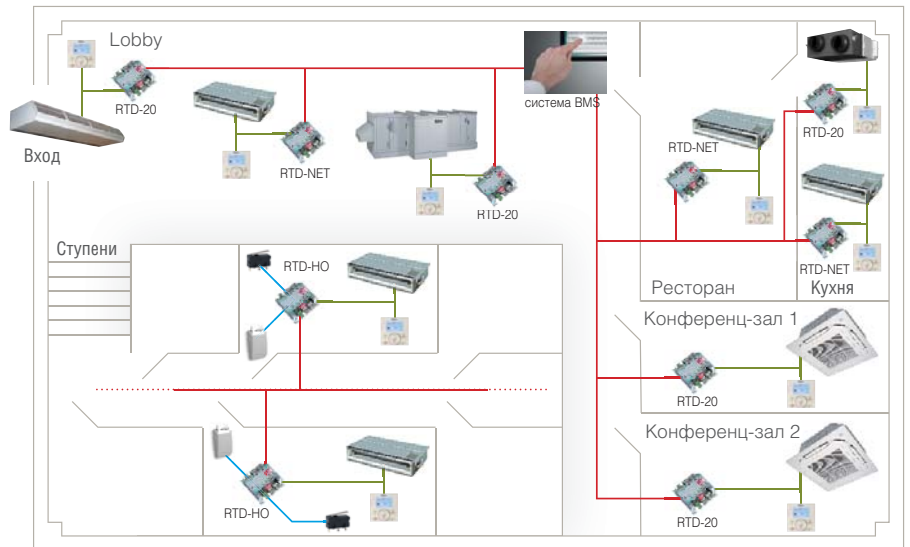 Lobby
RTD-20
Вход
RTD-NET
RTD-20
система BMS
RTD-NET
RTD-20
RTD-NET
Ресторан
Кухня
Ступени
RTD-HO
RTD-HO
Конференц-зал 1
RTD-20
Конференц-зал 2
RTD-20